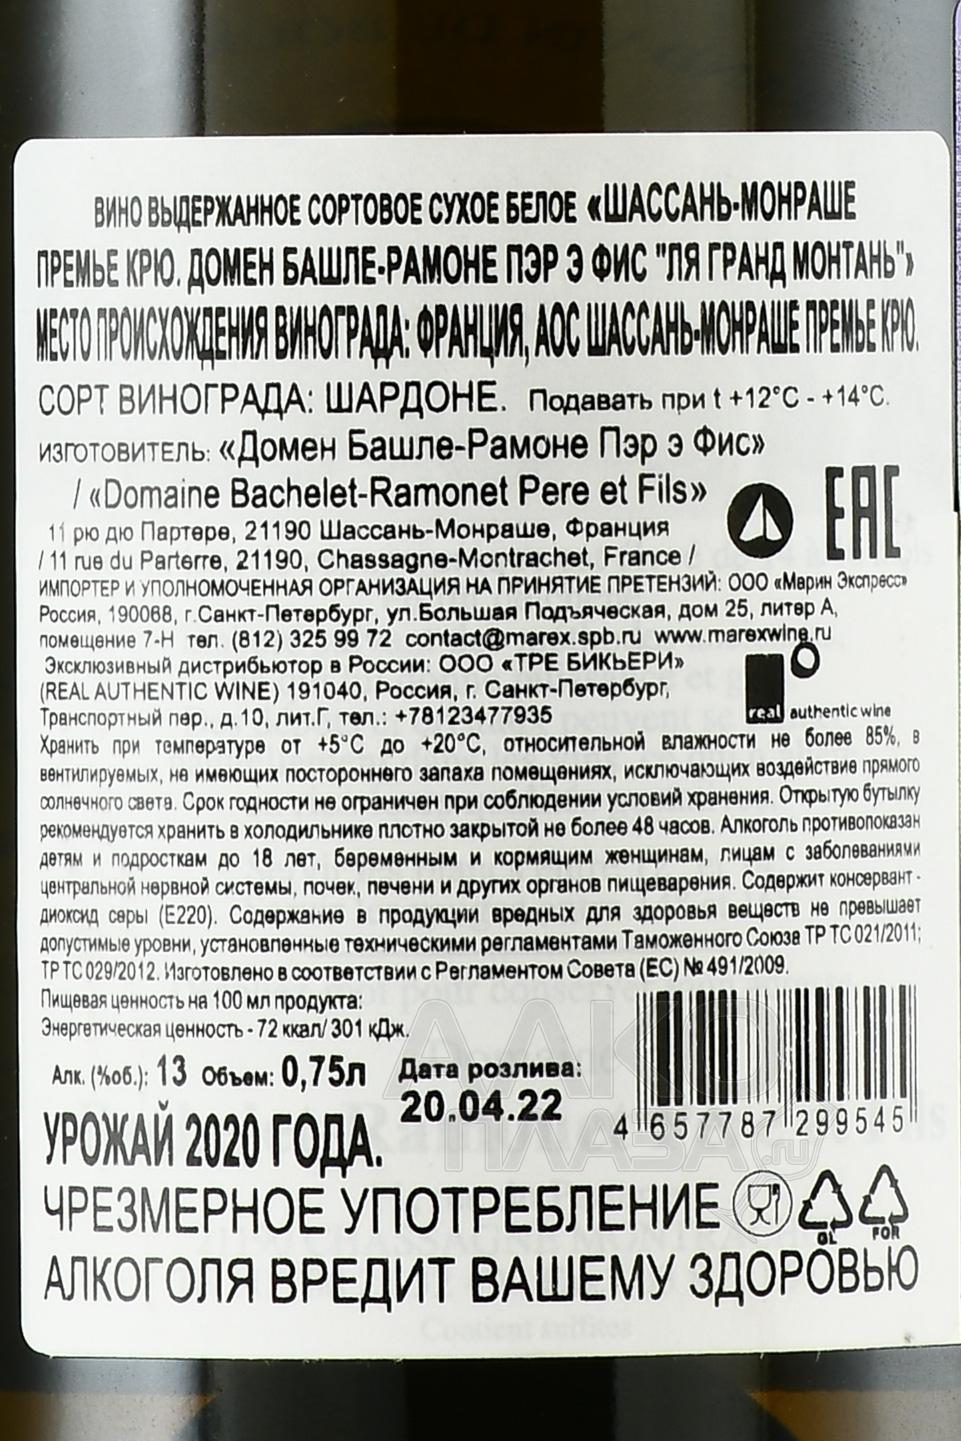 ВИНО ВЫДЕРЖАННОЕ СОРТОВОЕ СУХОЕ БЕЛОЕ «ШАССАНЬ-МОНРАШЕ
ПРЕМЬЕ КРЮ. ДОМЕН БАШЛЕ-РАМОНЕ ПЭР Э ФИС "ЛЯ ГРАНД МОНТАНЬ"»
МЕСТО ПРОИСХОЖДЕНИЯ ВИНОГРАДА: ФРАНЦИЯ, АОС ШАССАНЬ-МОНРАШЕ ПРЕМЬЕ КРЮ.
СОРТ ВИНОГРАДА: ШАРДОНЕ. Подавать при t +12°C - +14°C.
ИЗГОТОВИТЕЛЬ: «Домен Башле-Рамоне Пэр э Фис»
/ «Domaine Bachelet-Ramonet Pere et Fils»
EAC
11 рю дю Партере, 21190 Шассань-Монраше, Франция
/ 11 rue du Parterre, 21190, Chassagne-Montrachet, France /
ИМПОРТЕР И УПОЛНОМОЧЕННАЯ ОРГАНИЗАЦИЯ НА ПРИНЯТИЕ ПРЕТЕНЗИЙ: ООО «Марин Экспресс»
Россия, 190068, г.Санкт-Петербург, ул.Большая Подъяческая, дом 25, литер А,
помещение 7-Н тел. (812) 325 99 72 contact@marex.spb.ru www.marexwine.ru
Эксклюзивный дистрибьютор в России: ООО «ТРЕ БИКЬЕРИ»
(REAL AUTHENTIC WINE) 191040, Россия, г. Санкт-Петербург,
Транспортный пер., д.10, лит.Г, тел.: +78123477935
real authentic wine
Хранить при температуре от +5°C до +20°C, относительной влажности не более 85%, в
вентилируемых, не имеющих постороннего запаха помещениях, исключающих воздействие прямого
солнечного света. Срок годности не ограничен при соблюдении условий хранения. Открытую бутылку
рекомендуется хранить в холодильнике плотно закрытой не более 48 часов. Алкоголь противопоказан
детям и подросткам до 18 лет, беременным и кормящим женщинам, лицам с заболеваниями
центральной нервной системы, почек, печени и других органов пищеварения. Содержит консервант -
диоксид серы (Е220). Содержание в продукции вредных для здоровья веществ не превышает
допустимые уровни, установленные техническими регламентами Таможенного Союза ТР ТС 021/2011;
ТР ТС 029/2012. Изготовлено в соответствии с Регламентом Совета (ЕС) № 491/2009.
Пищевая ценность на 100 мл продукта:
Энергетическая ценность - 72 ккал/ 301 кДж.
Алк. (%об.): 13 Объем: 0,75л Дата розлива:
20.04.22
4 657787 299545
УРОЖАЙ 2020 ГОДА.
АЛКО
ПЛАЗА.ru
ЧРЕЗМЕРНОЕ УПОТРЕБЛЕНИЕ
GL FOR
АЛКОГОЛЯ ВРЕДИТ ВАШЕМУ ЗДОРОВЬЮ
Contient sulfites